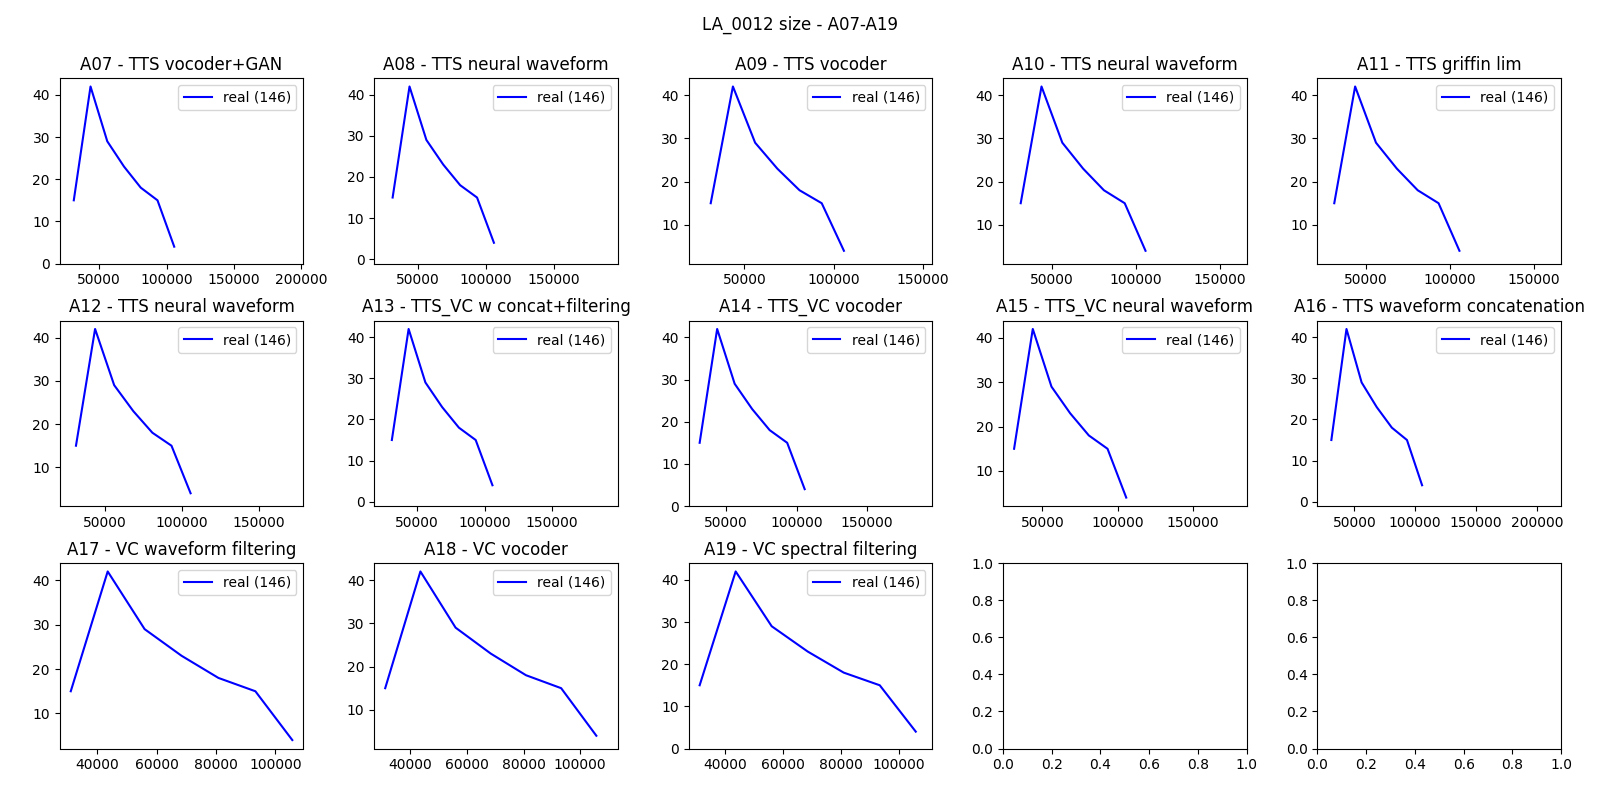 LA_0012 size - A07-A19
A07 - TTS vocoder+GAN
A08 - TTS neural waveform
A09 - TTS vocoder
A10 - TTS neural waveform
A11 - TTS griffin lim
40
30
20
10
0
real (146)
50000 100000 150000 200000
40
30
20
10
0
real (146)
50000 100000 150000
40
30
20
10
real (146)
50000 100000 150000
40
30
20
10
real (146)
50000 100000 150000
40
30
20
10
real (146)
50000 100000 150000
A12 - TTS neural waveform
A13 - TTS_VC w concat+filtering
A14 - TTS_VC vocoder
A15 - TTS_VC neural waveform
A16 - TTS waveform concatenation
40
30
20
10
real (146)
50000 100000 150000
40
30
20
10
0
real (146)
50000 100000 150000
40
30
20
10
0
real (146)
50000 100000 150000
40
30
20
10
real (146)
50000 100000 150000
40
30
20
10
0
real (146)
50000 100000 150000 200000
A17 - VC waveform filtering
A18 - VC vocoder
A19 - VC spectral filtering
40
30
20
10
real (146)
40000 60000 80000 100000
40
30
20
10
real (146)
40000 60000 80000 100000
40
30
20
10
0
real (146)
40000 60000 80000 100000
1.0
0.8
0.6
0.4
0.2
0.0
0.0 0.2 0.4 0.6 0.8 1.0
1.0
0.8
0.6
0.4
0.2
0.0
0.0 0.2 0.4 0.6 0.8 1.0